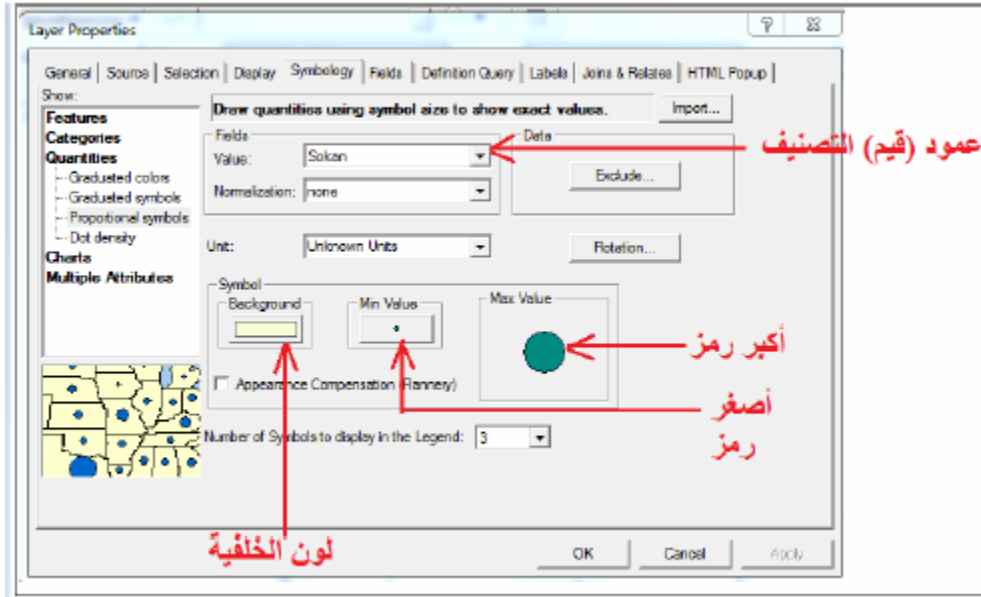 Layer Properties
General Source Selection Display Symbology Fields Definition Query Labels Joins & Relates HTML Popup
Show:
Features
Categories
Quantities
Graduated colors
Graduated symbols
Proportional symbols
Dot density
Charts
Multiple Attributes
Draw quantities using symbol size to show exact values.
Import...
Fields
Value: Sokan
Normalization: none
Data
Exclude...
عمود (قيم) التصنيف
Unit: Unknown Units
Rotation...
Symbol
Background
Min Value
Max Value
أكبر رمز
أصغر
رمز
Appearance Compensation (Flannery)
Number of Symbols to display in the Legend: 3
لون الخلفية
OK Cancel Apply